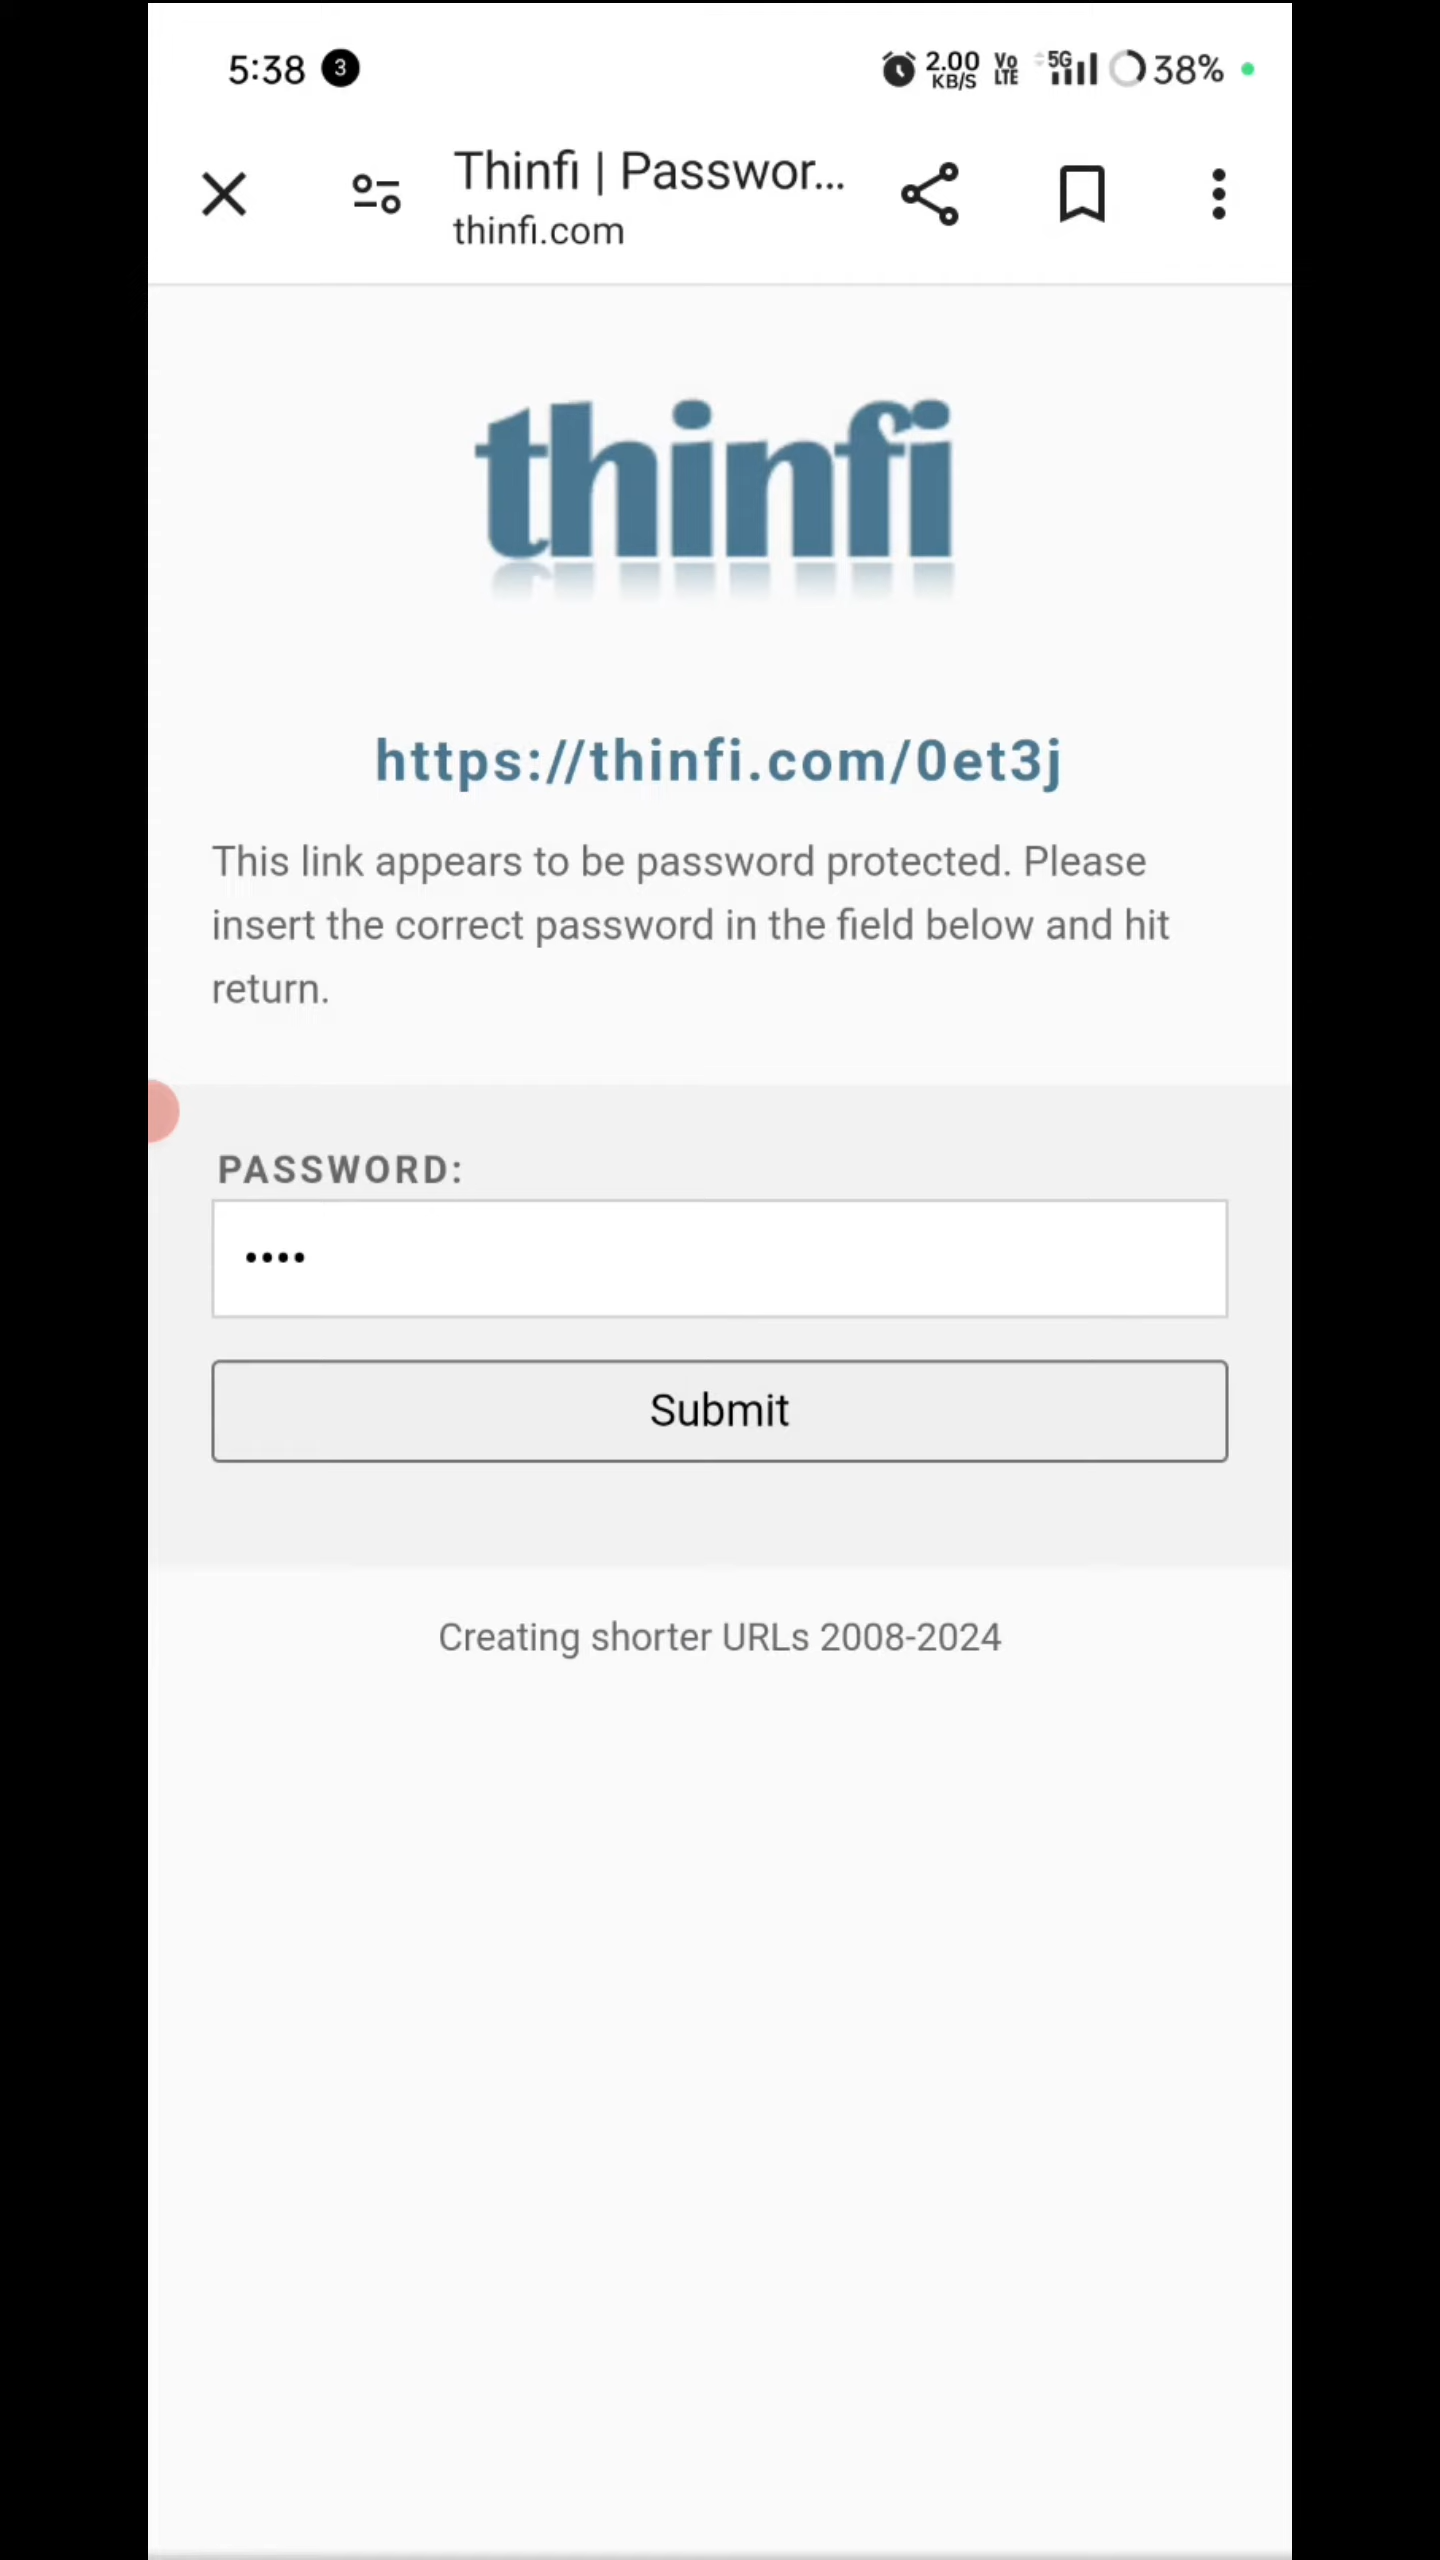 5:38 3 2.00 KB/S Vo LTE 5G 38%
Thinfi | Passwor...
thinfi.com
thinfi
https://thinfi.com/0et3j
This link appears to be password protected. Please
insert the correct password in the field below and hit
return.
PASSWORD:
••••
Submit
Creating shorter URLs 2008-2024